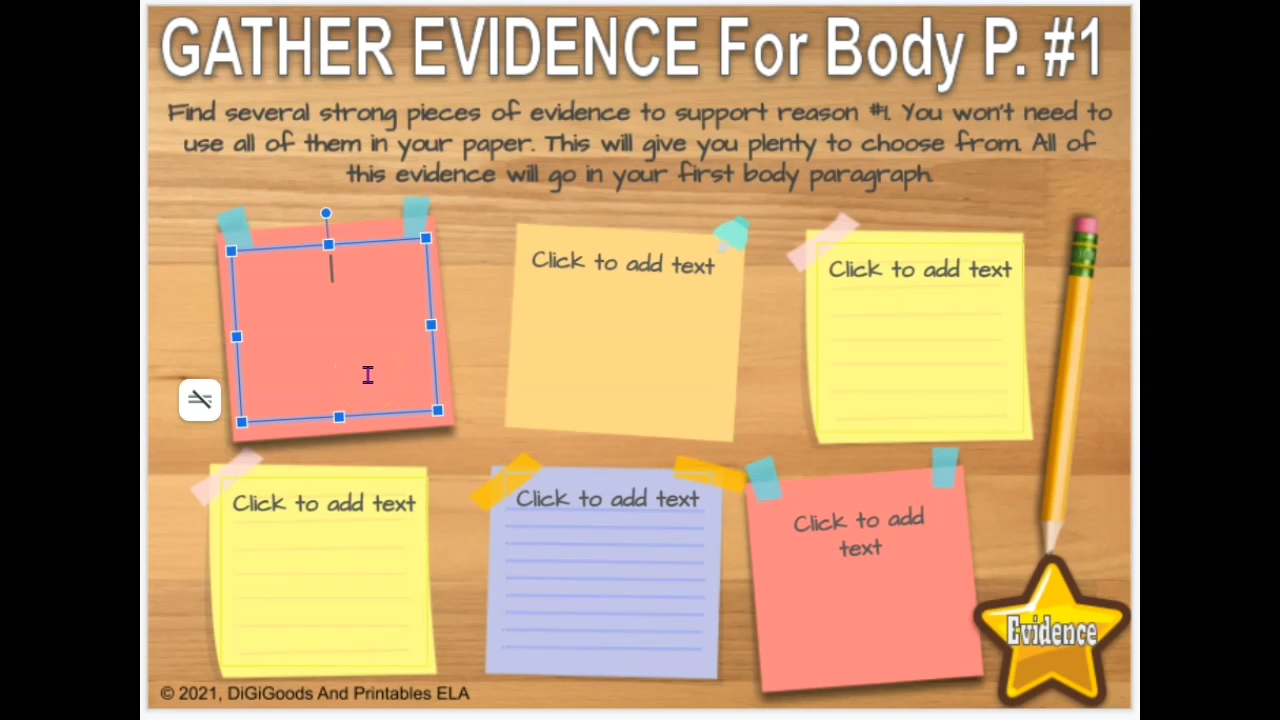 GATHER EVIDENCE For Body P. #1
Find several strong pieces of evidence to support reason #1. You won't need to
use all of them in your paper. This will give you plenty to choose from. All of
this evidence will go in your first body paragraph.
Click to add text
Click to add text
Click to add text
Click to add text
Click to add
text
Evidence
© 2021, DiGiGoods And Printables ELA